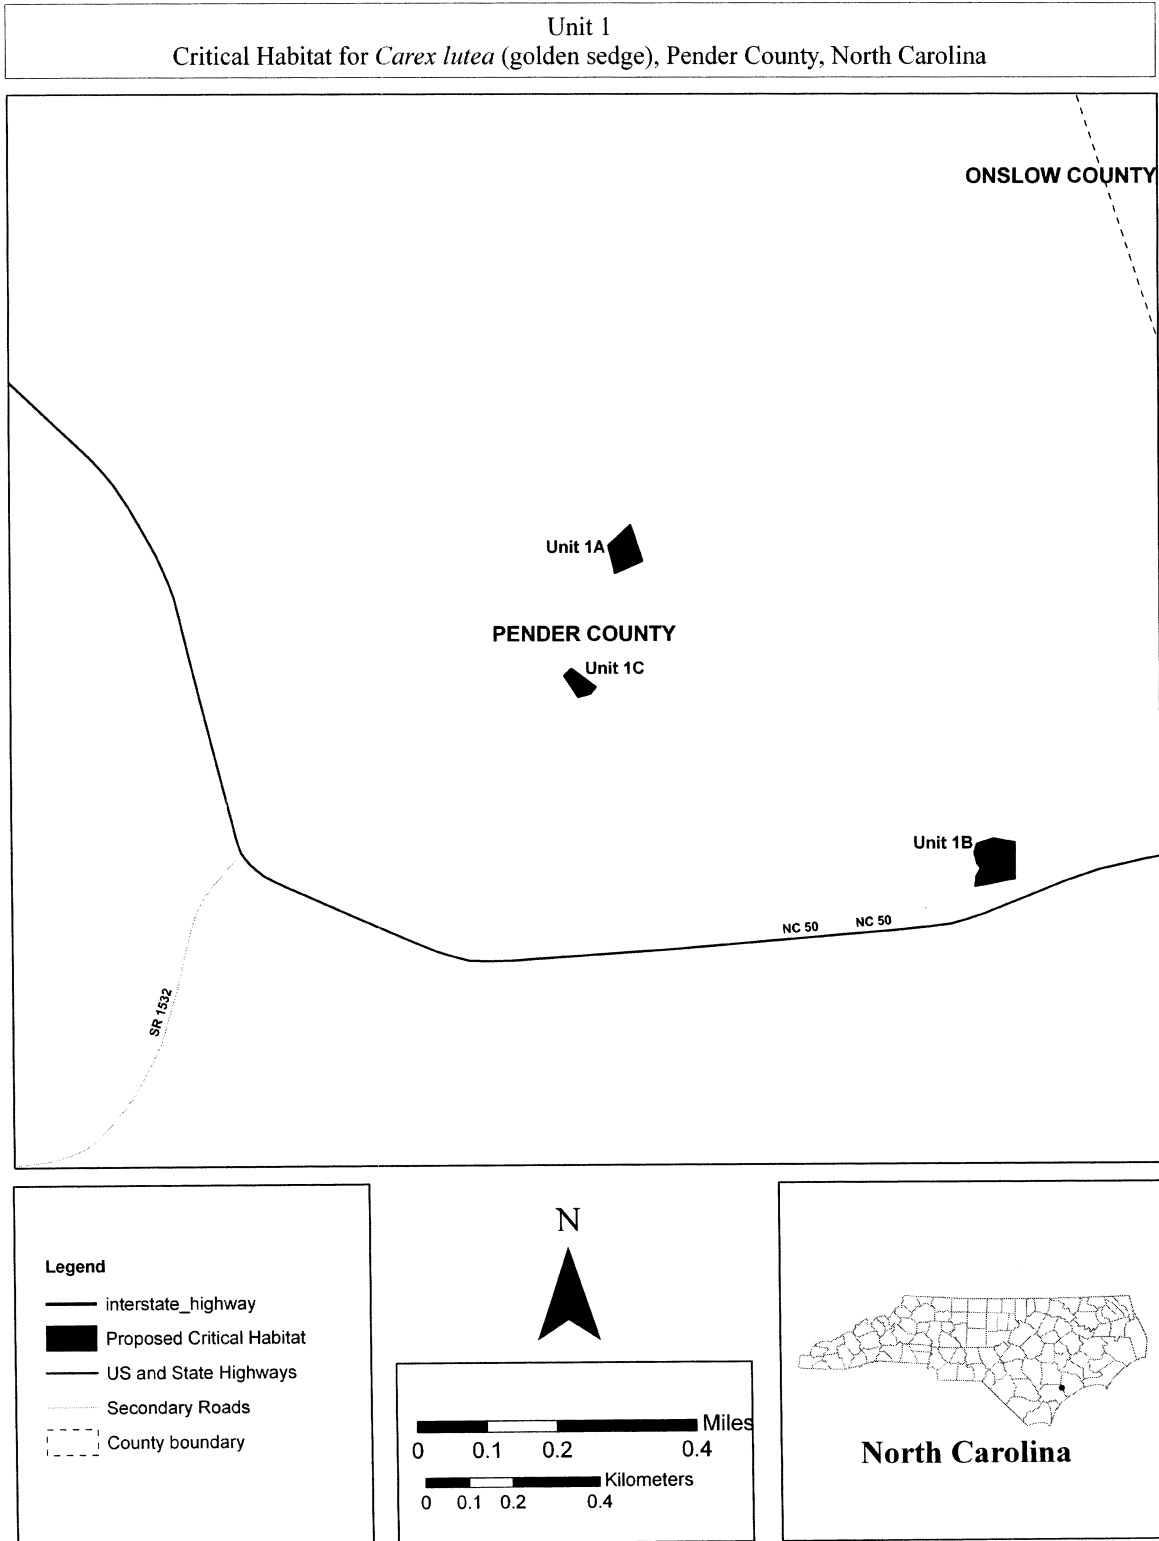 Unit 1
Critical Habitat for Carex lutea (golden sedge), Pender County, North Carolina
ONSLOW COUNTY
Unit 1A
PENDER COUNTY
Unit 1C
Unit 1B
NC 50 NC 50
SR 1532
Legend
interstate_highway
Proposed Critical Habitat
US and State Highways
Secondary Roads
County boundary
N
Miles
0 0.1 0.2 0.4
Kilometers
0 0.1 0.2 0.4
North Carolina